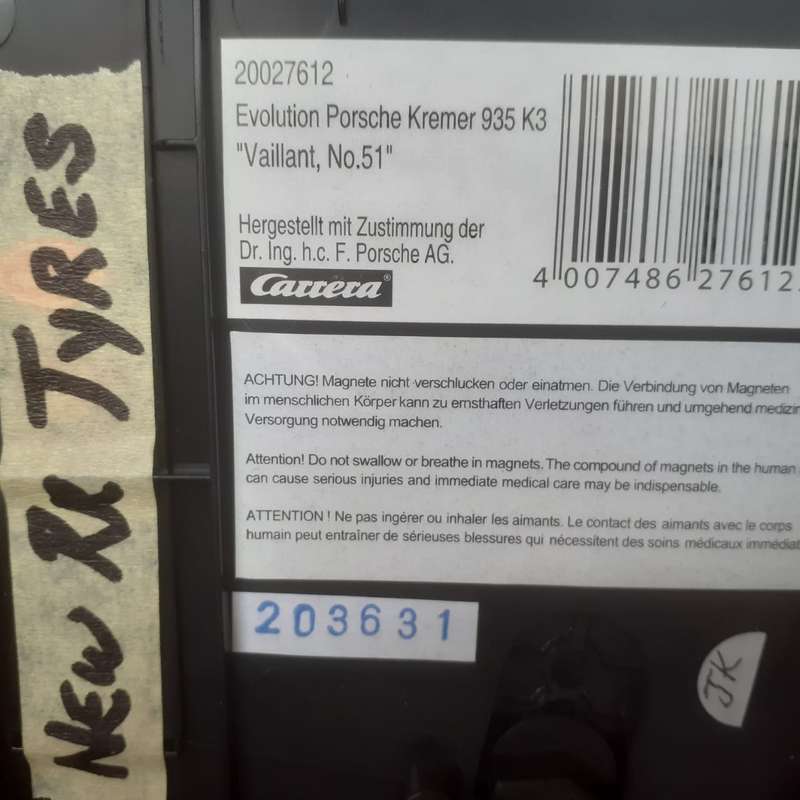 NEW RR TYRES
20027612
Evolution Porsche Kremer 935 K3
"Vaillant, No.51"
Hergestellt mit Zustimmung der
Dr. Ing. h.c. F. Porsche AG.
Carrera®
4 007486 27612
ACHTUNG! Magnete nicht verschlucken oder einatmen. Die Verbindung von Magneten
im menschlichen Körper kann zu ernsthaften Verletzungen führen und umgehend medizin
Versorgung notwendig machen.
Attention! Do not swallow or breathe in magnets. The compound of magnets in the human
can cause serious injuries and immediate medical care may be indispensable.
ATTENTION ! Ne pas ingérer ou inhaler les aimants. Le contact des aimants avec le corps
humain peut entraîner de sérieuses blessures qui nécessitent des soins médicaux immédiat
203631
JK